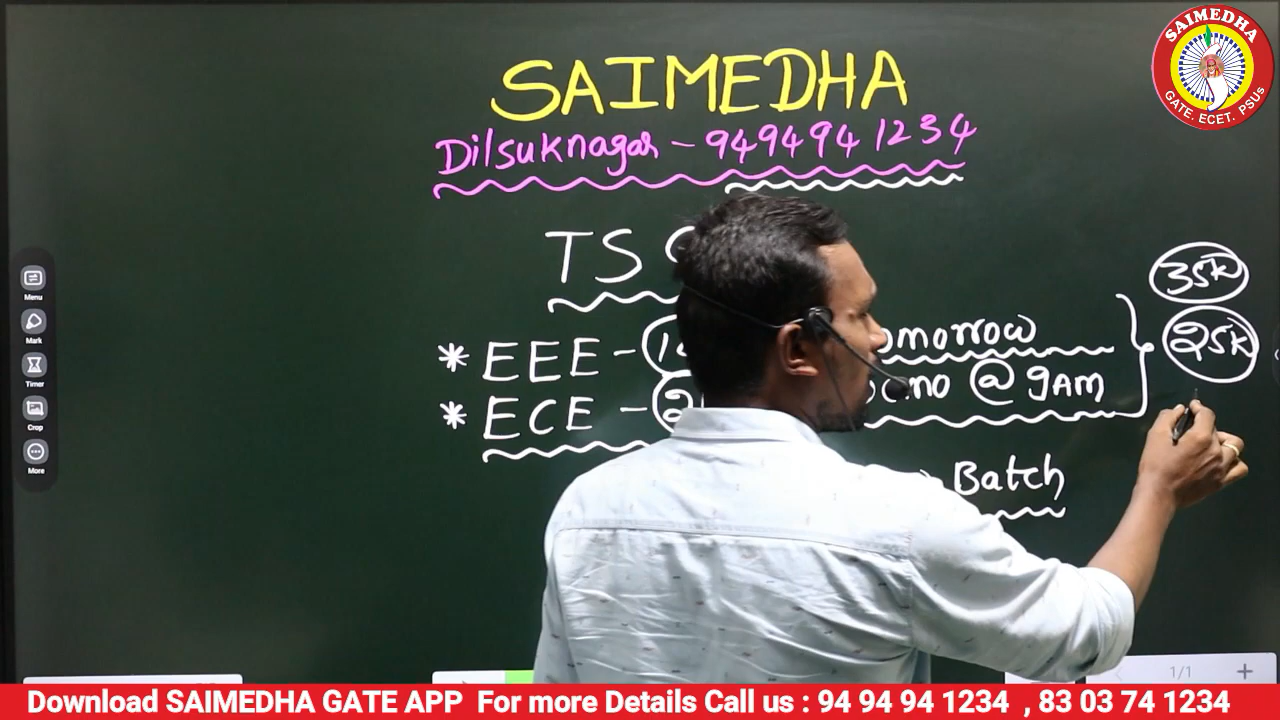 SAIMEDHA
GATE. ECET. PSUs
SAIMEDHA
Dilsuknagar - 9494941234
TS
* EEE -
* ECE -
@ 9AM
35K
25K
Batch
Menu
Mark
Timer
Crop
More
1/1
Download SAIMEDHA GATE APP For more Details Call us : 94 94 94 1234 , 83 03 74 1234